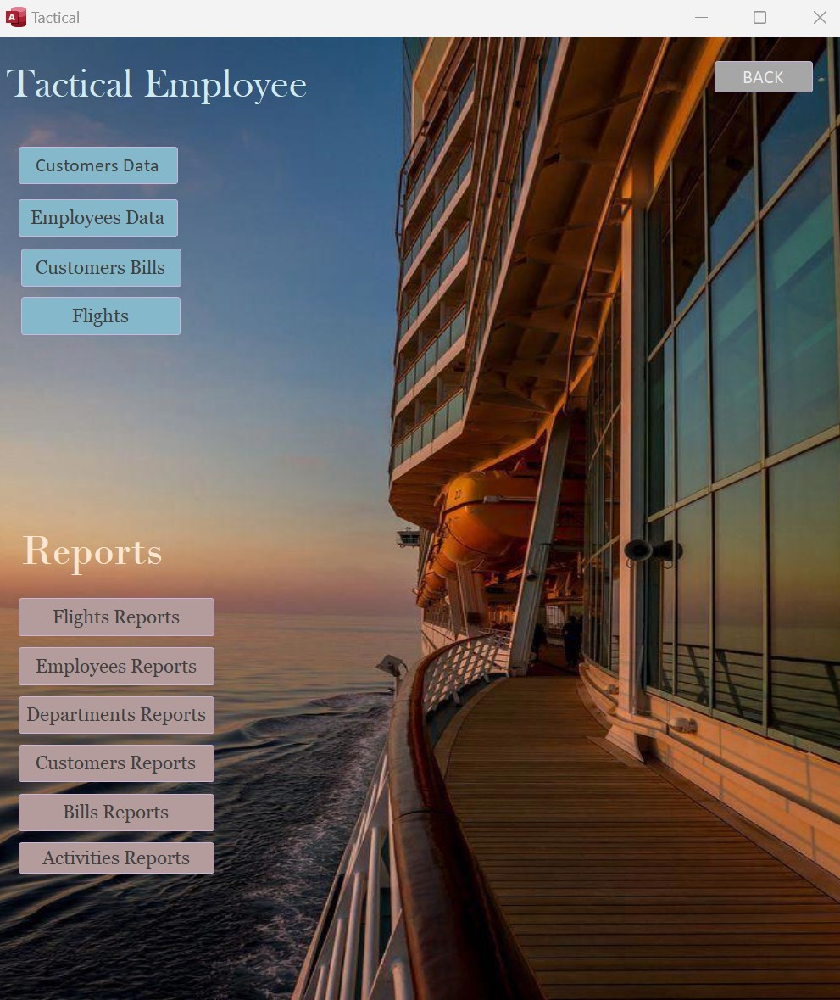 Tactical
Tactical Employee
BACK
Customers Data
Employees Data
Customers Bills
Flights
Reports
Flights Reports
Employees Reports
Departments Reports
Customers Reports
Bills Reports
Activities Reports